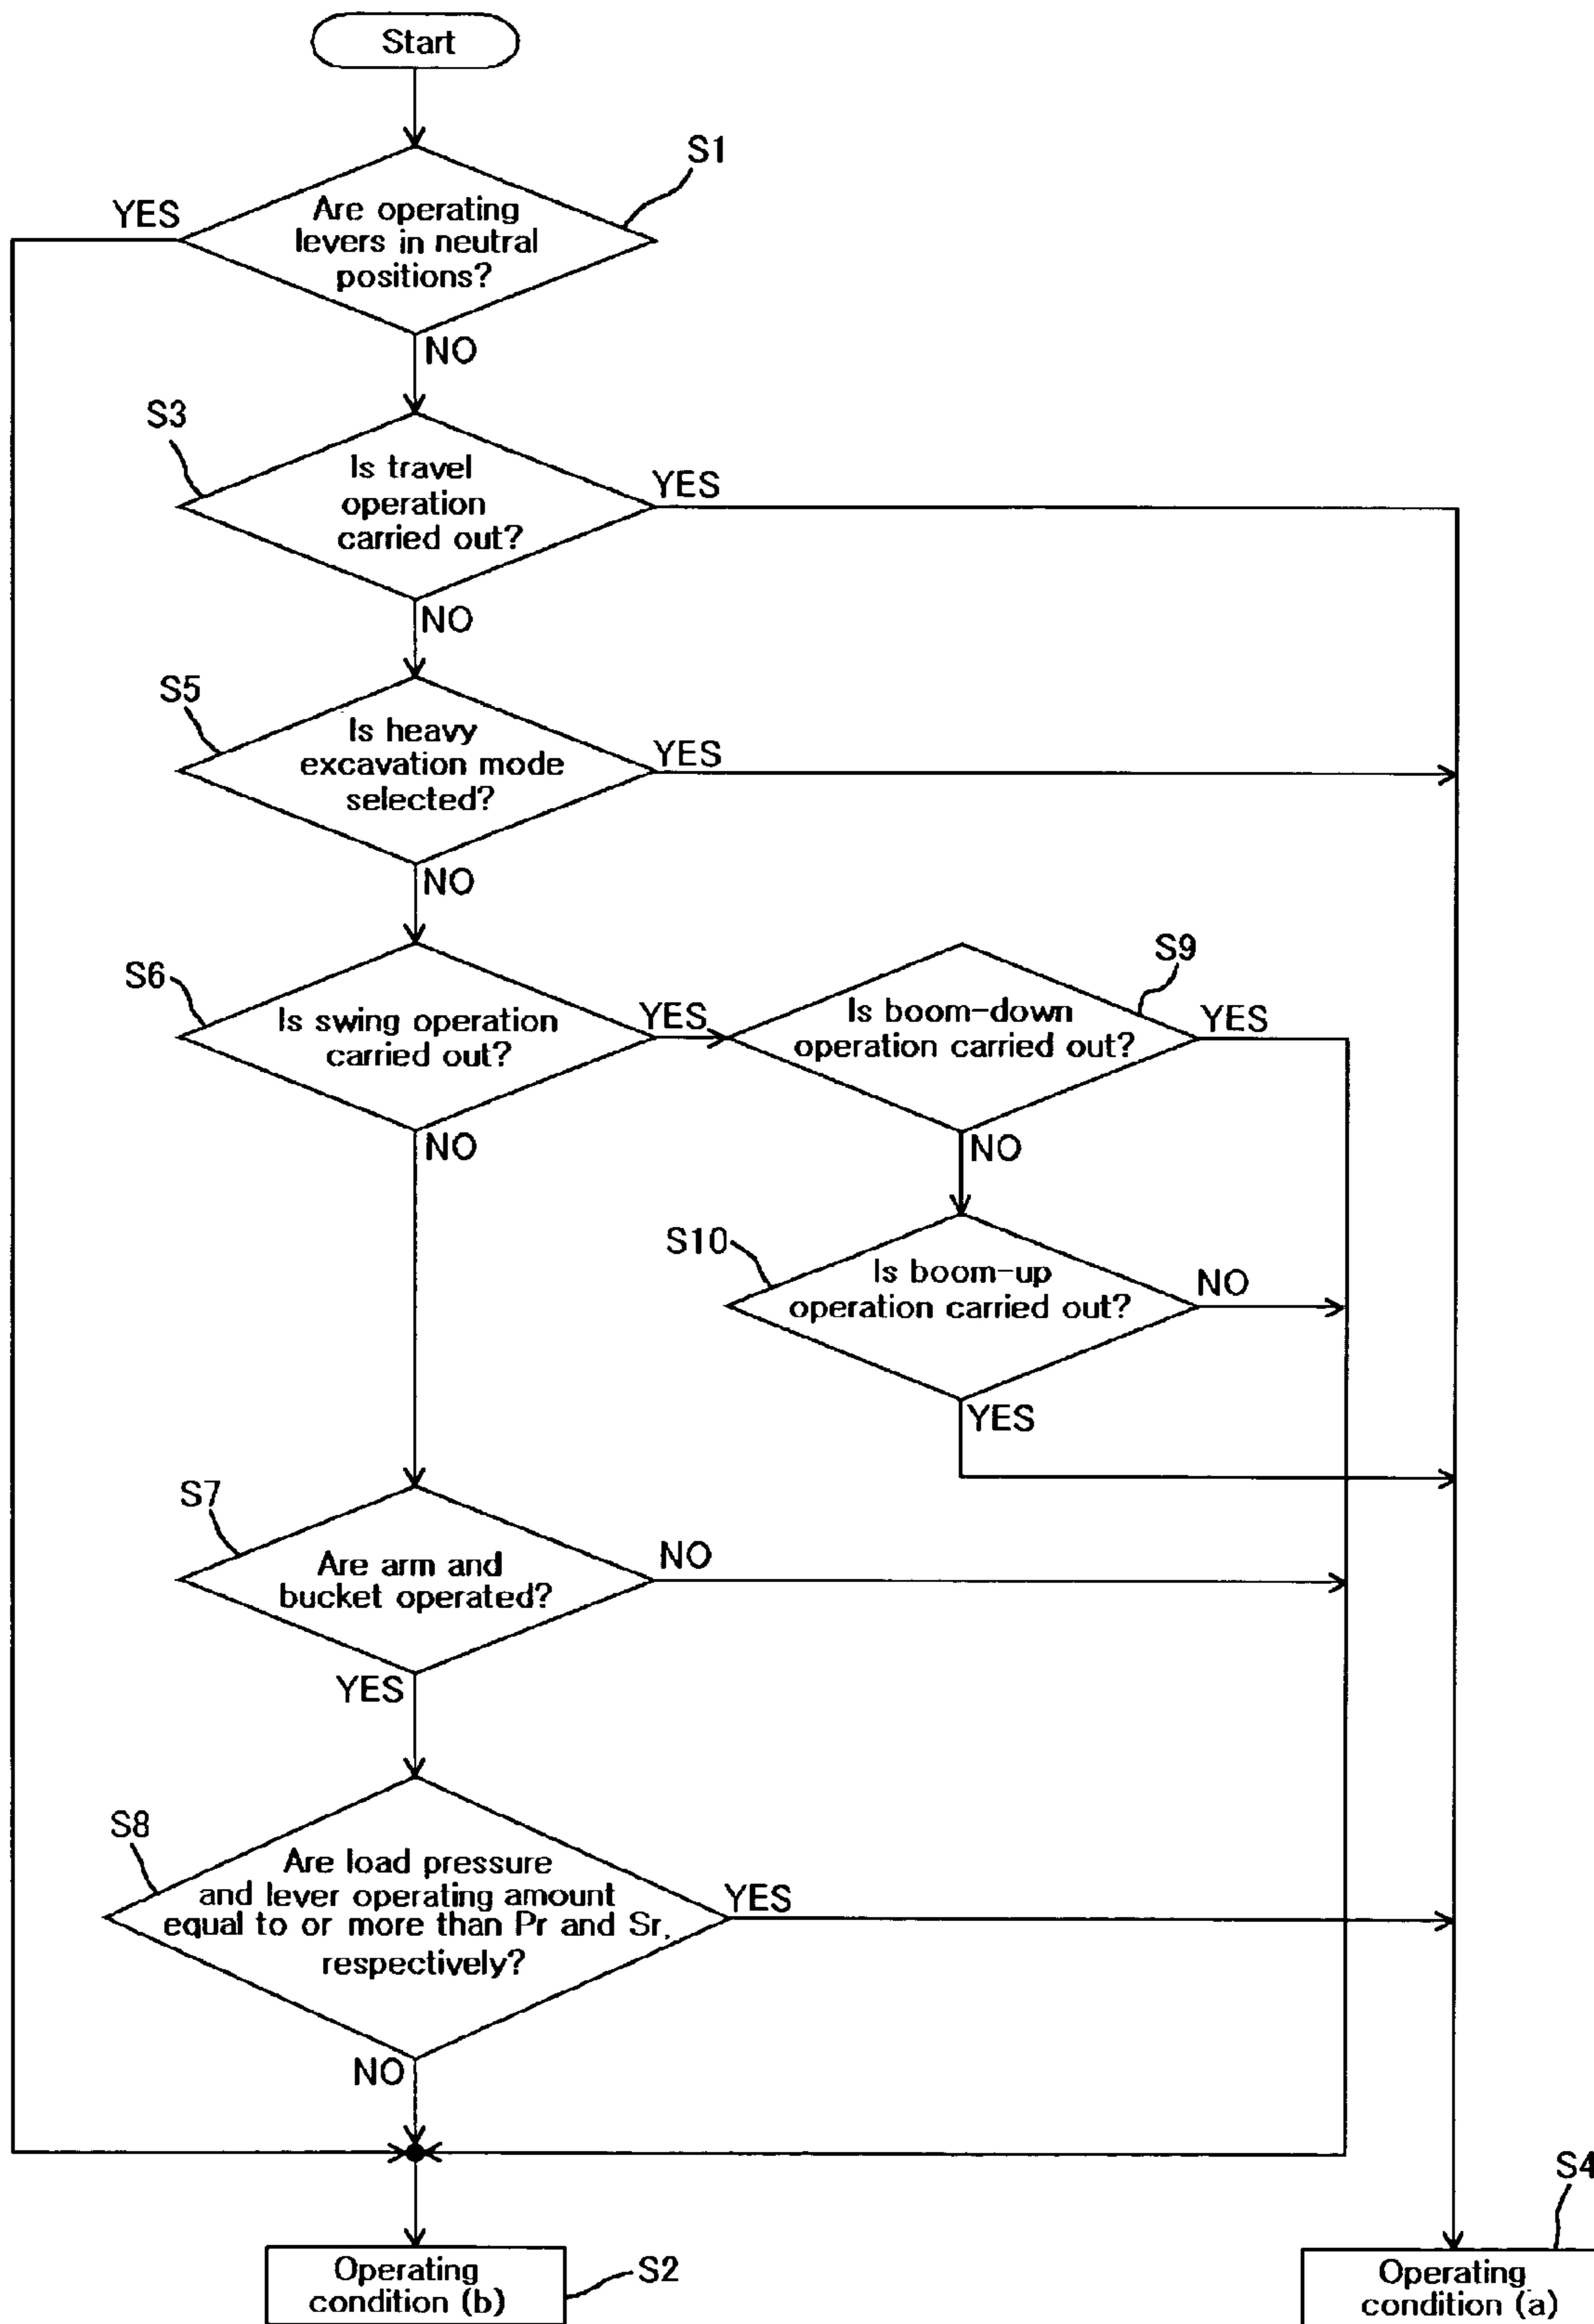 Start
S1
YES
Are operating
levers in neutral
positions?
NO
S3
Is travel
operation
carried out?
YES
NO
S5
Is heavy
excavation mode
selected?
YES
NO
S6
Is swing operation
carried out?
YES
S9
Is boom-down
operation carried out?
YES
NO
NO
S10
Is boom-up
operation carried out?
NO
YES
S7
Are arm and
bucket operated?
NO
YES
S8
Are load pressure
and lever operating amount
equal to or more than Pr and Sr,
respectively?
YES
NO
S4
Operating
condition (b)
S2
Operating
condition (a)